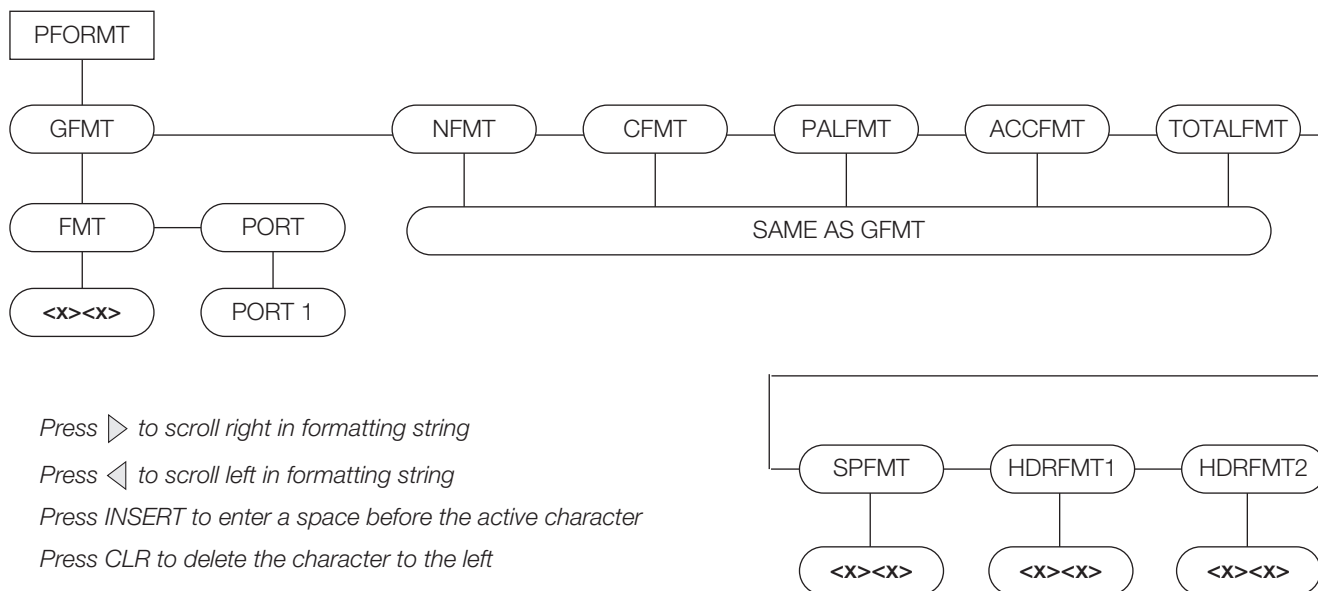 PFORMT
GFMT NFMT CFMT PALFMT ACCFMT TOTALFMT
FMT PORT SAME AS GFMT
<x><x> PORT 1
Press ▷ to scroll right in formatting string
Press ◁ to scroll left in formatting string
Press INSERT to enter a space before the active character
Press CLR to delete the character to the left
SPFMT HDRFMT1 HDRFMT2
<x><x> <x><x> <x><x>